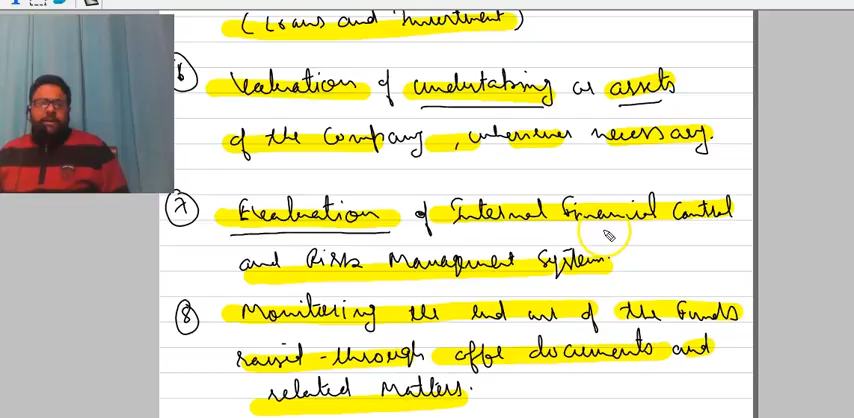 (Loans and Investment)
(6) Valuation of undertaking or assets
of the Company, whenever necessary.
(7) Evaluation of Internal Financial Control
and Risk Management System.
(8) Monitoring the end use of the Funds
raised through offer documents and
related Matters.